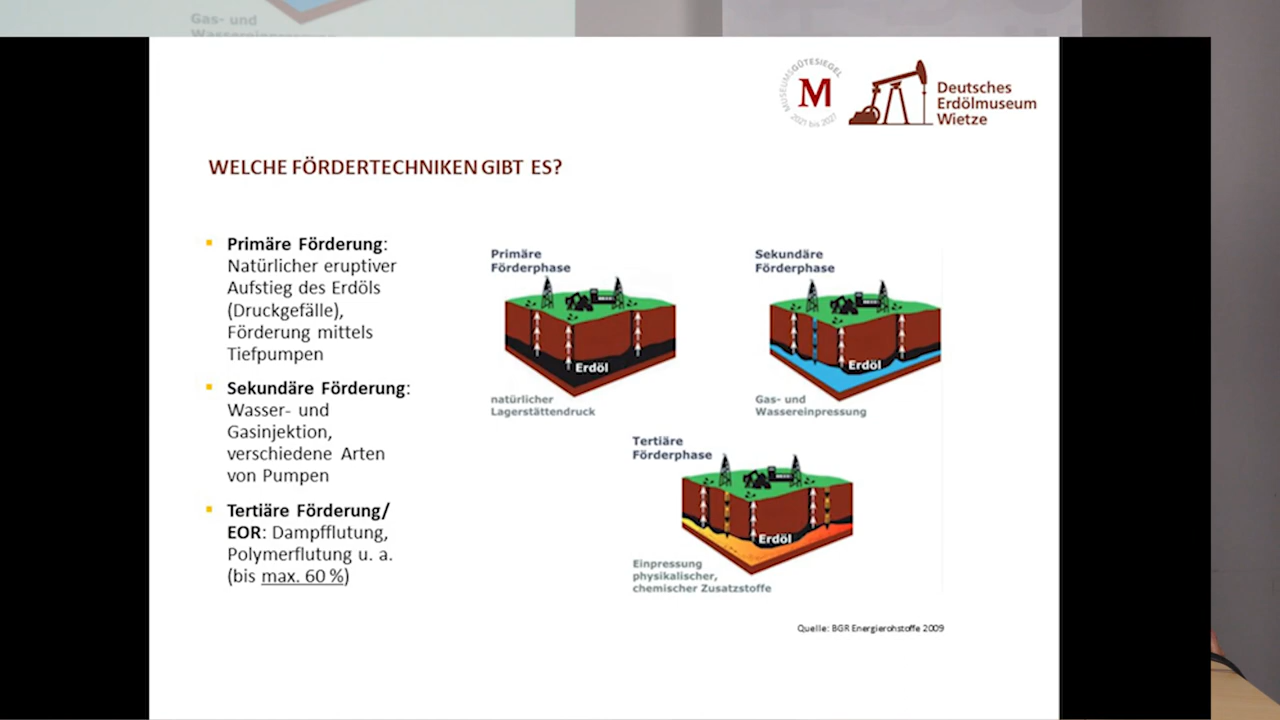 Gas- und
Wassereinpressung
MUSEUMSGÜTESIEGEL
M
2021 bis 2027
Deutsches
Erdölmuseum
Wietze
WELCHE FÖRDERTECHNIKEN GIBT ES?
▪ Primäre Förderung:
Natürlicher eruptiver
Aufstieg des Erdöls
(Druckgefälle),
Förderung mittels
Tiefpumpen
▪ Sekundäre Förderung:
Wasser- und
Gasinjektion,
verschiedene Arten
von Pumpen
▪ Tertiäre Förderung/
EOR: Dampfflutung,
Polymerflutung u. a.
(bis max. 60 %)
Primäre
Förderphase
Erdöl
natürlicher
Lagerstättendruck
Sekundäre
Förderphase
Erdöl
Gas- und
Wassereinpressung
Tertiäre
Förderphase
Erdöl
Einpressung
physikalischer,
chemischer Zusatzstoffe
Quelle: BGR Energierohstoffe 2009